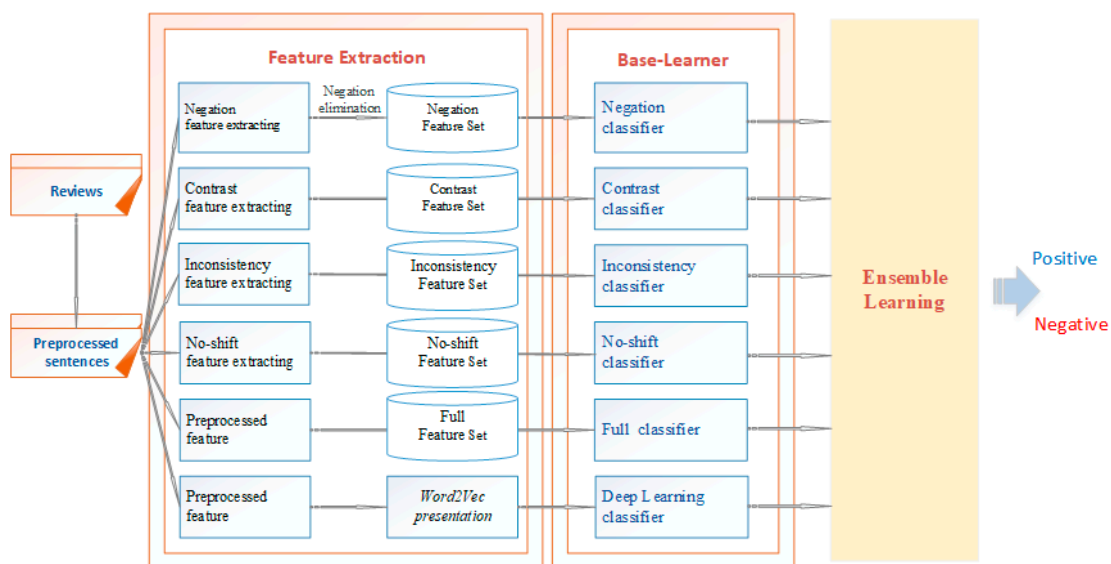 Feature Extraction
Base-Learner
Reviews
Preprocessed
sentences
Negation
feature extracting
Negation
elimination
Negation
Feature Set
Negation
classifier
Contrast
feature extracting
Contrast
Feature Set
Contrast
classifier
Inconsistency
feature extracting
Inconsistency
Feature Set
Inconsistency
classifier
No-shift
feature extracting
No-shift
Feature Set
No-shift
classifier
Preprocessed
feature
Full
Feature Set
Full classifier
Preprocessed
feature
Word2Vec
presentation
Deep Learning
classifier
Ensemble
Learning
Positive
Negative